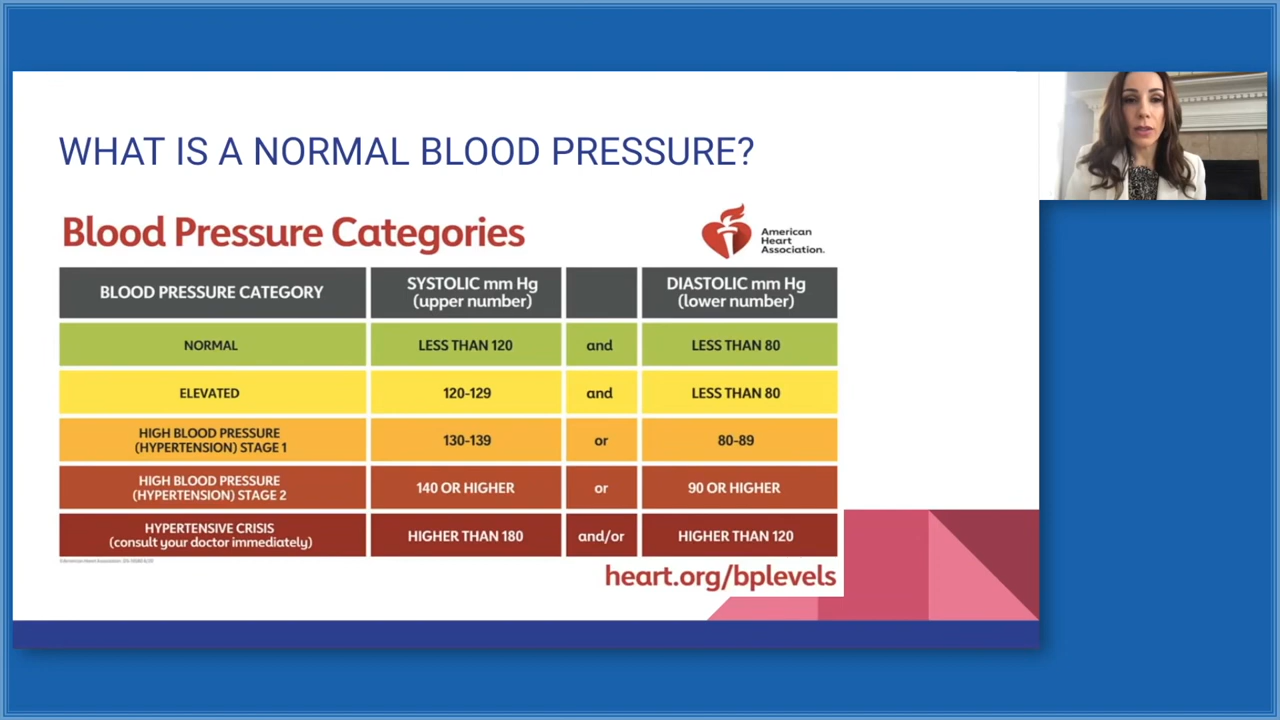 WHAT IS A NORMAL BLOOD PRESSURE?
Blood Pressure Categories
American
Heart
Association.
BLOOD PRESSURE CATEGORY
SYSTOLIC mm Hg
(upper number)
DIASTOLIC mm Hg
(lower number)
NORMAL
LESS THAN 120
and
LESS THAN 80
ELEVATED
120-129
and
LESS THAN 80
HIGH BLOOD PRESSURE
(HYPERTENSION) STAGE 1
130-139
or
80-89
HIGH BLOOD PRESSURE
(HYPERTENSION) STAGE 2
140 OR HIGHER
or
90 OR HIGHER
HYPERTENSIVE CRISIS
(consult your doctor immediately)
HIGHER THAN 180
and/or
HIGHER THAN 120
heart.org/bplevels